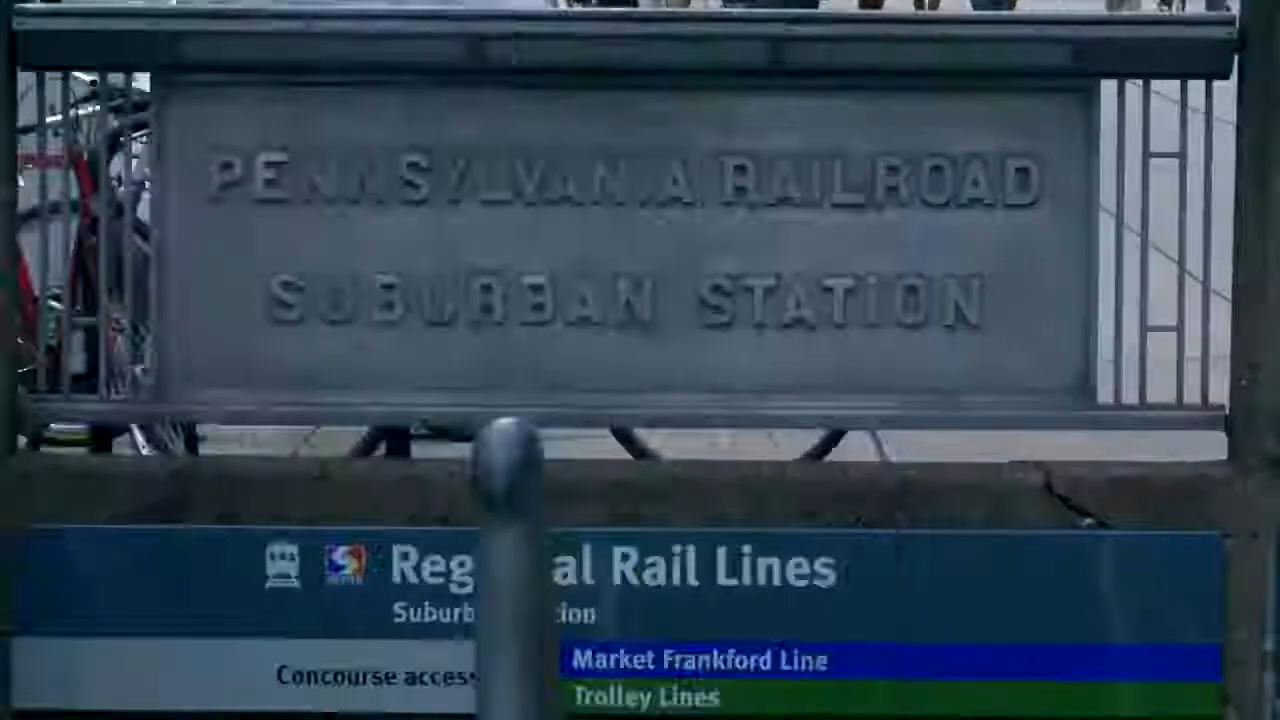 PENNSYLVANIA RAILROAD
SUBURBAN STATION
Rail Lines
Concourse
Market Frankford Line
Trolley Lines